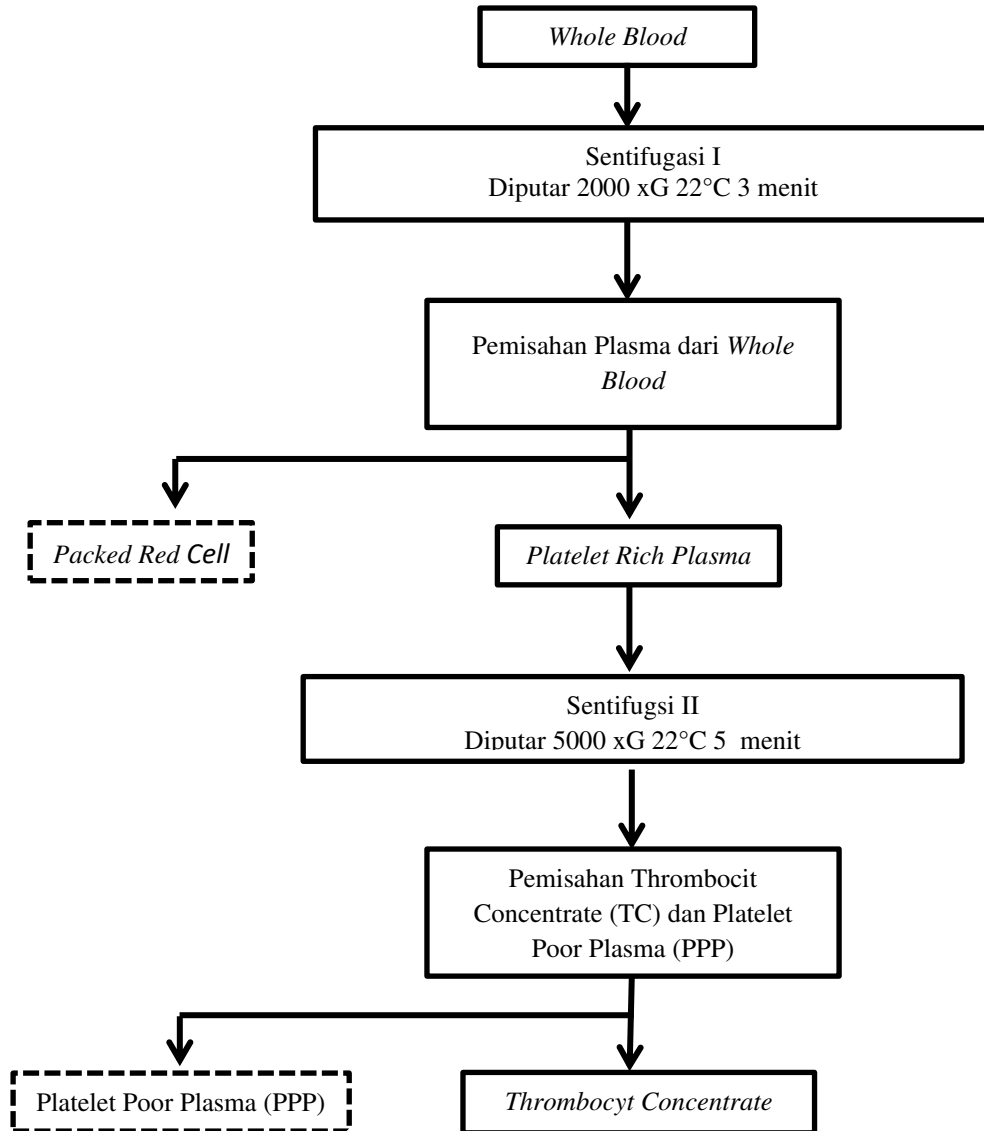 Whole Blood
Sentifugasi I
Diputar 2000 xG 22°C 3 menit
Pemisahan Plasma dari Whole
Blood
Packed Red Cell
Platelet Rich Plasma
Sentifugsi II
Diputar 5000 xG 22°C 5 menit
Pemisahan Thrombocit
Concentrate (TC) dan Platelet
Poor Plasma (PPP)
Platelet Poor Plasma (PPP)
Thrombocyt Concentrate